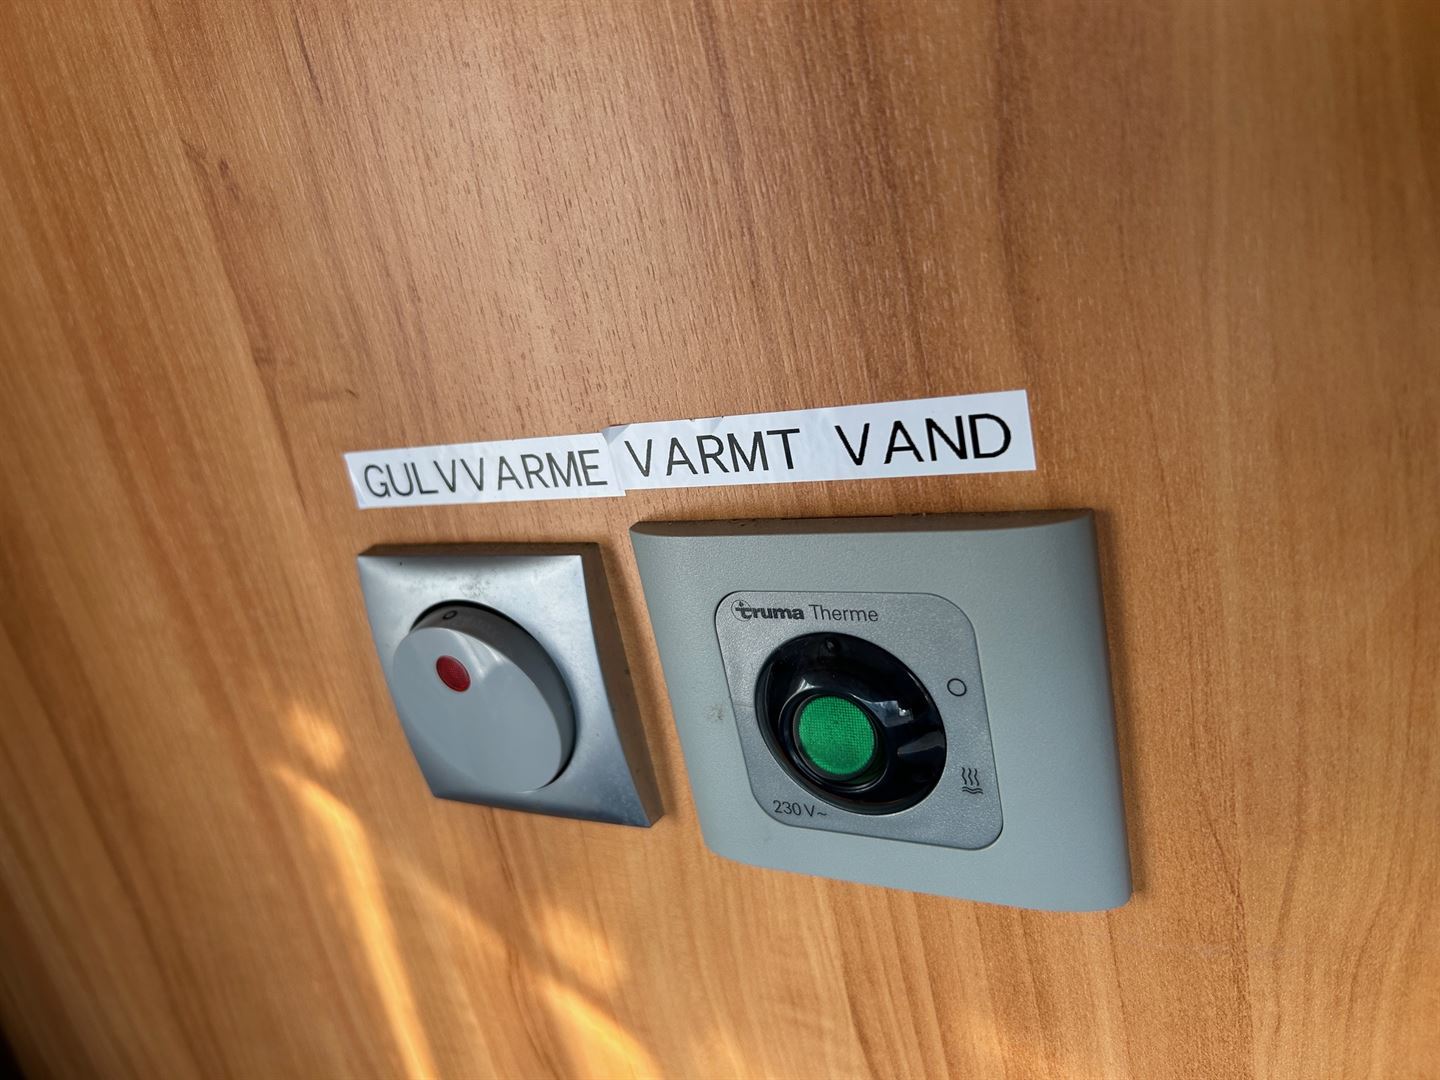 GULVVARME
VARMT VAND
truma Therme
230 V~